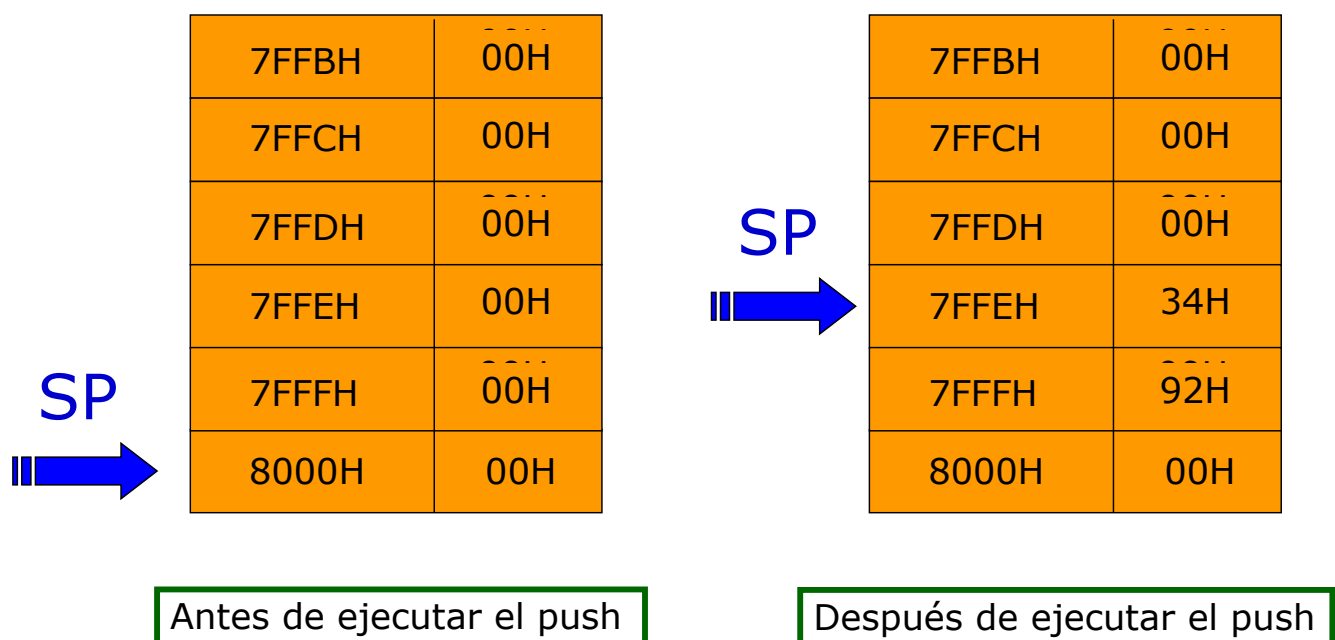 7FFBH 00H
7FFCH 00H
7FFDH 00H
7FFEH 00H
SP
7FFFH 00H
8000H 00H
Antes de ejecutar el push
7FFBH 00H
7FFCH 00H
SP
7FFDH 00H
7FFEH 34H
7FFFH 92H
8000H 00H
Después de ejecutar el push